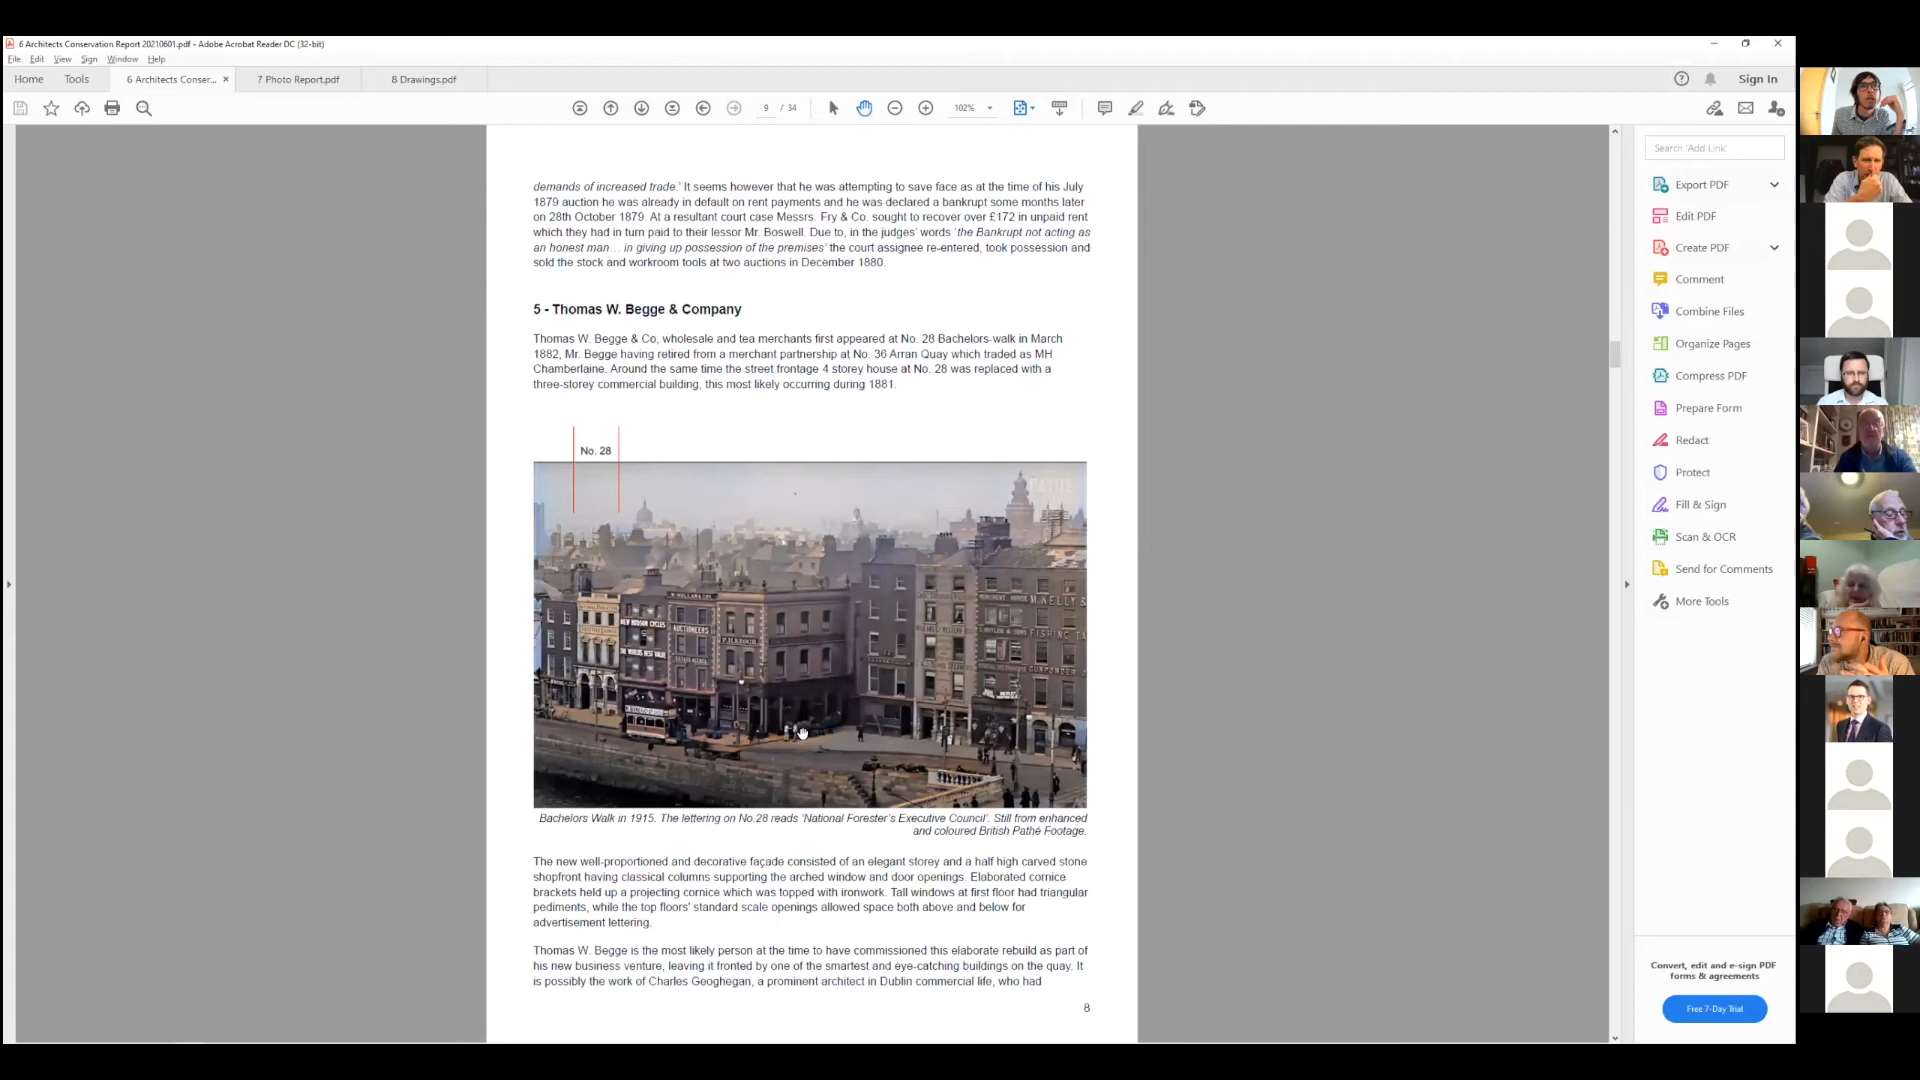 6 Architects Conservation Report 20210601.pdf - Adobe Acrobat Reader DC (32-bit)
File Edit View Sign Window Help
Home Tools 6 Architects Conser... × 7 Photo Report.pdf 8 Drawings.pdf Sign In
9 / 34 102%
demands of increased trade.' It seems however that he was attempting to save face as at the time of his July
1879 auction he was already in default on rent payments and he was declared a bankrupt some months later
on 28th October 1879. At a resultant court case Messrs. Fry & Co. sought to recover over £172 in unpaid rent
which they had in turn paid to their lessor Mr. Boswell. Due to, in the judges' words 'the Bankrupt not acting as
an honest man... in giving up possession of the premises' the court assignee re-entered, took possession and
sold the stock and workroom tools at two auctions in December 1880.
5 - Thomas W. Begge & Company
Thomas W. Begge & Co, wholesale and tea merchants first appeared at No. 28 Bachelors-walk in March
1882, Mr. Begge having retired from a merchant partnership at No. 36 Arran Quay which traded as MH
Chamberlaine. Around the same time the street frontage 4 storey house at No. 28 was replaced with a
three-storey commercial building, this most likely occurring during 1881.
No. 28
PATHÉ
NEW HUDSON CYCLES
THE WORLDS BEST VALUE
AUCTIONEERS
M KELLY &
FISHING TA
Bachelors Walk in 1915. The lettering on No.28 reads 'National Forester's Executive Council'. Still from enhanced
and coloured British Pathé Footage.
The new well-proportioned and decorative façade consisted of an elegant storey and a half high carved stone
shopfront having classical columns supporting the arched window and door openings. Elaborated cornice
brackets held up a projecting cornice which was topped with ironwork. Tall windows at first floor had triangular
pediments, while the top floors' standard scale openings allowed space both above and below for
advertisement lettering.
Thomas W. Begge is the most likely person at the time to have commissioned this elaborate rebuild as part of
his new business venture, leaving it fronted by one of the smartest and eye-catching buildings on the quay. It
is possibly the work of Charles Geoghegan, a prominent architect in Dublin commercial life, who had
8
Search 'Add Link'
Export PDF
Edit PDF
Create PDF
Comment
Combine Files
Organize Pages
Compress PDF
Prepare Form
Redact
Protect
Fill & Sign
Scan & OCR
Send for Comments
More Tools
Convert, edit and e-sign PDF
forms & agreements
Free 7-Day Trial